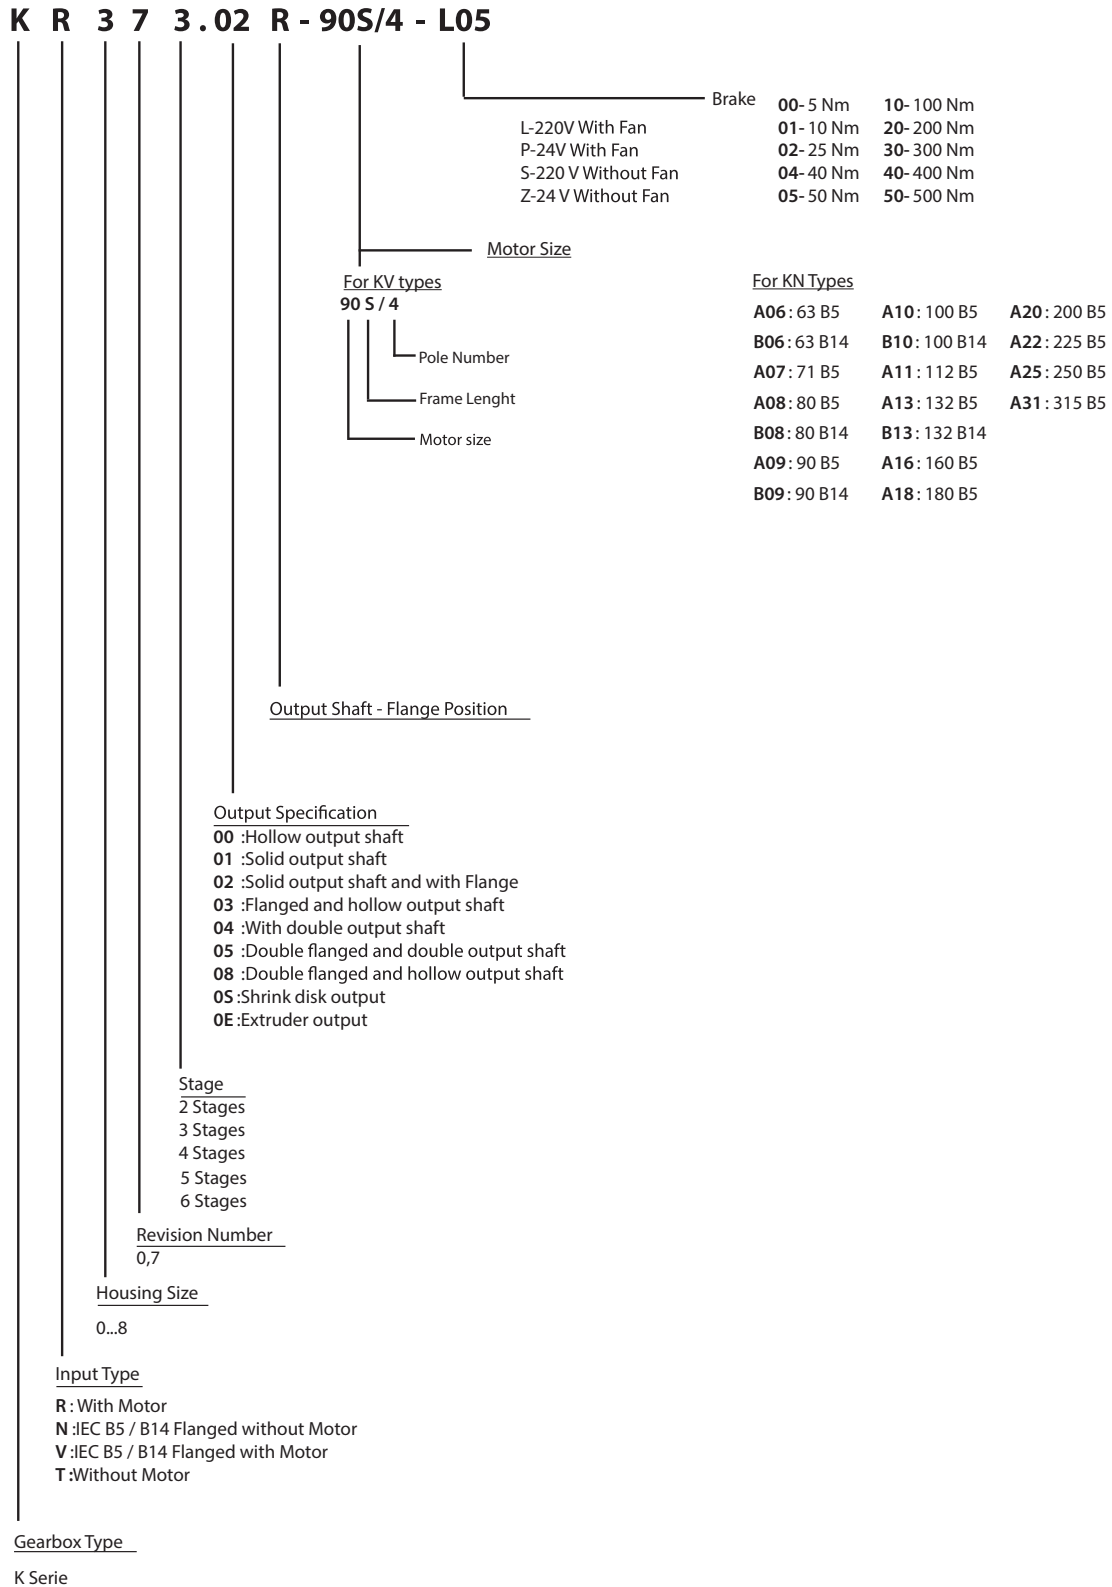 K R 3 7 3 . 02 R - 90S/4 - L05
Brake
00- 5 Nm 10- 100 Nm
L-220V With Fan 01- 10 Nm 20- 200 Nm
P-24V With Fan 02- 25 Nm 30- 300 Nm
S-220 V Without Fan 04- 40 Nm 40- 400 Nm
Z-24 V Without Fan 05- 50 Nm 50- 500 Nm
Motor Size
For KV types
90 S / 4
Pole Number
Frame Lenght
Motor size
For KN Types
A06 : 63 B5 A10 : 100 B5 A20 : 200 B5
B06 : 63 B14 B10 : 100 B14 A22 : 225 B5
A07 : 71 B5 A11 : 112 B5 A25 : 250 B5
A08 : 80 B5 A13 : 132 B5 A31 : 315 B5
B08 : 80 B14 B13 : 132 B14
A09 : 90 B5 A16 : 160 B5
B09 : 90 B14 A18 : 180 B5
Output Shaft - Flange Position
Output Specification
00 :Hollow output shaft
01 :Solid output shaft
02 :Solid output shaft and with Flange
03 :Flanged and hollow output shaft
04 :With double output shaft
05 :Double flanged and double output shaft
08 :Double flanged and hollow output shaft
0S :Shrink disk output
0E :Extruder output
Stage
2 Stages
3 Stages
4 Stages
5 Stages
6 Stages
Revision Number
0,7
Housing Size
0...8
Input Type
R : With Motor
N :IEC B5 / B14 Flanged without Motor
V :IEC B5 / B14 Flanged with Motor
T :Without Motor
Gearbox Type
K Serie